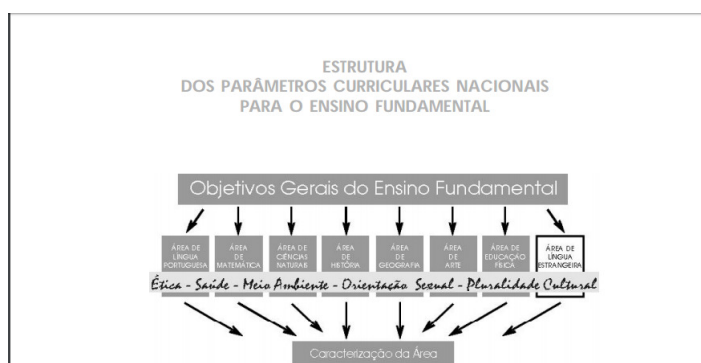 ESTRUTURA
DOS PARÂMETROS CURRICULARES NACIONAIS
PARA O ENSINO FUNDAMENTAL
Objetivos Gerais do Ensino Fundamental
ÁREA DE
LÍNGUA
PORTUGUESA
ÁREA
DE
MATEMÁTICA
ÁREA DE
CIÊNCIAS
NATURAIS
ÁREA
DE
HISTÓRIA
ÁREA
DE
GEOGRAFIA
ÁREA
DE
ARTE
ÁREA DE
EDUCAÇÃO
FÍSICA
ÁREA DE
LÍNGUA
ESTRANGEIRA
Ética - Saúde - Meio Ambiente - Orientação Sexual - Pluralidade Cultural
Caracterização da Área